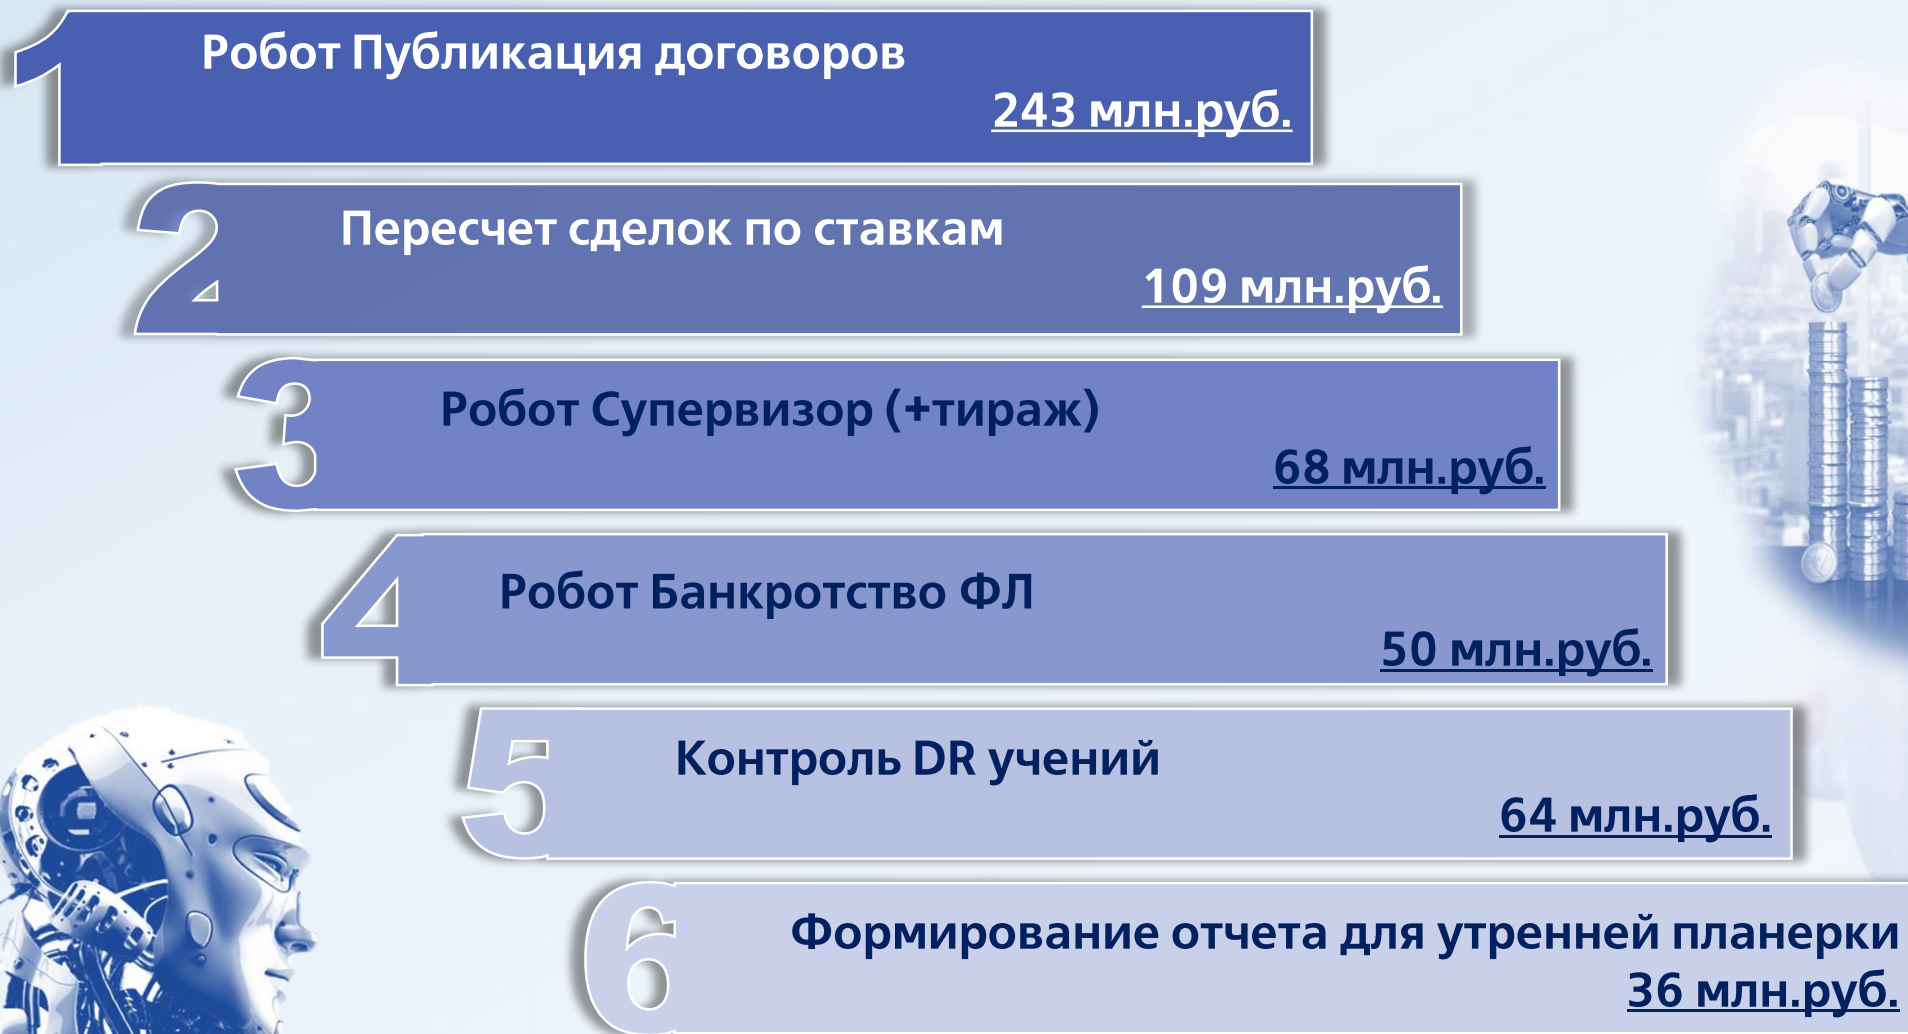 1
Робот Публикация договоров
243 млн.руб.
2
Пересчет сделок по ставкам
109 млн.руб.
3
Робот Супервизор (+тираж)
68 млн.руб.
4
Робот Банкротство ФЛ
50 млн.руб.
5
Контроль DR учений
64 млн.руб.
6
Формирование отчета для утренней планерки
36 млн.руб.